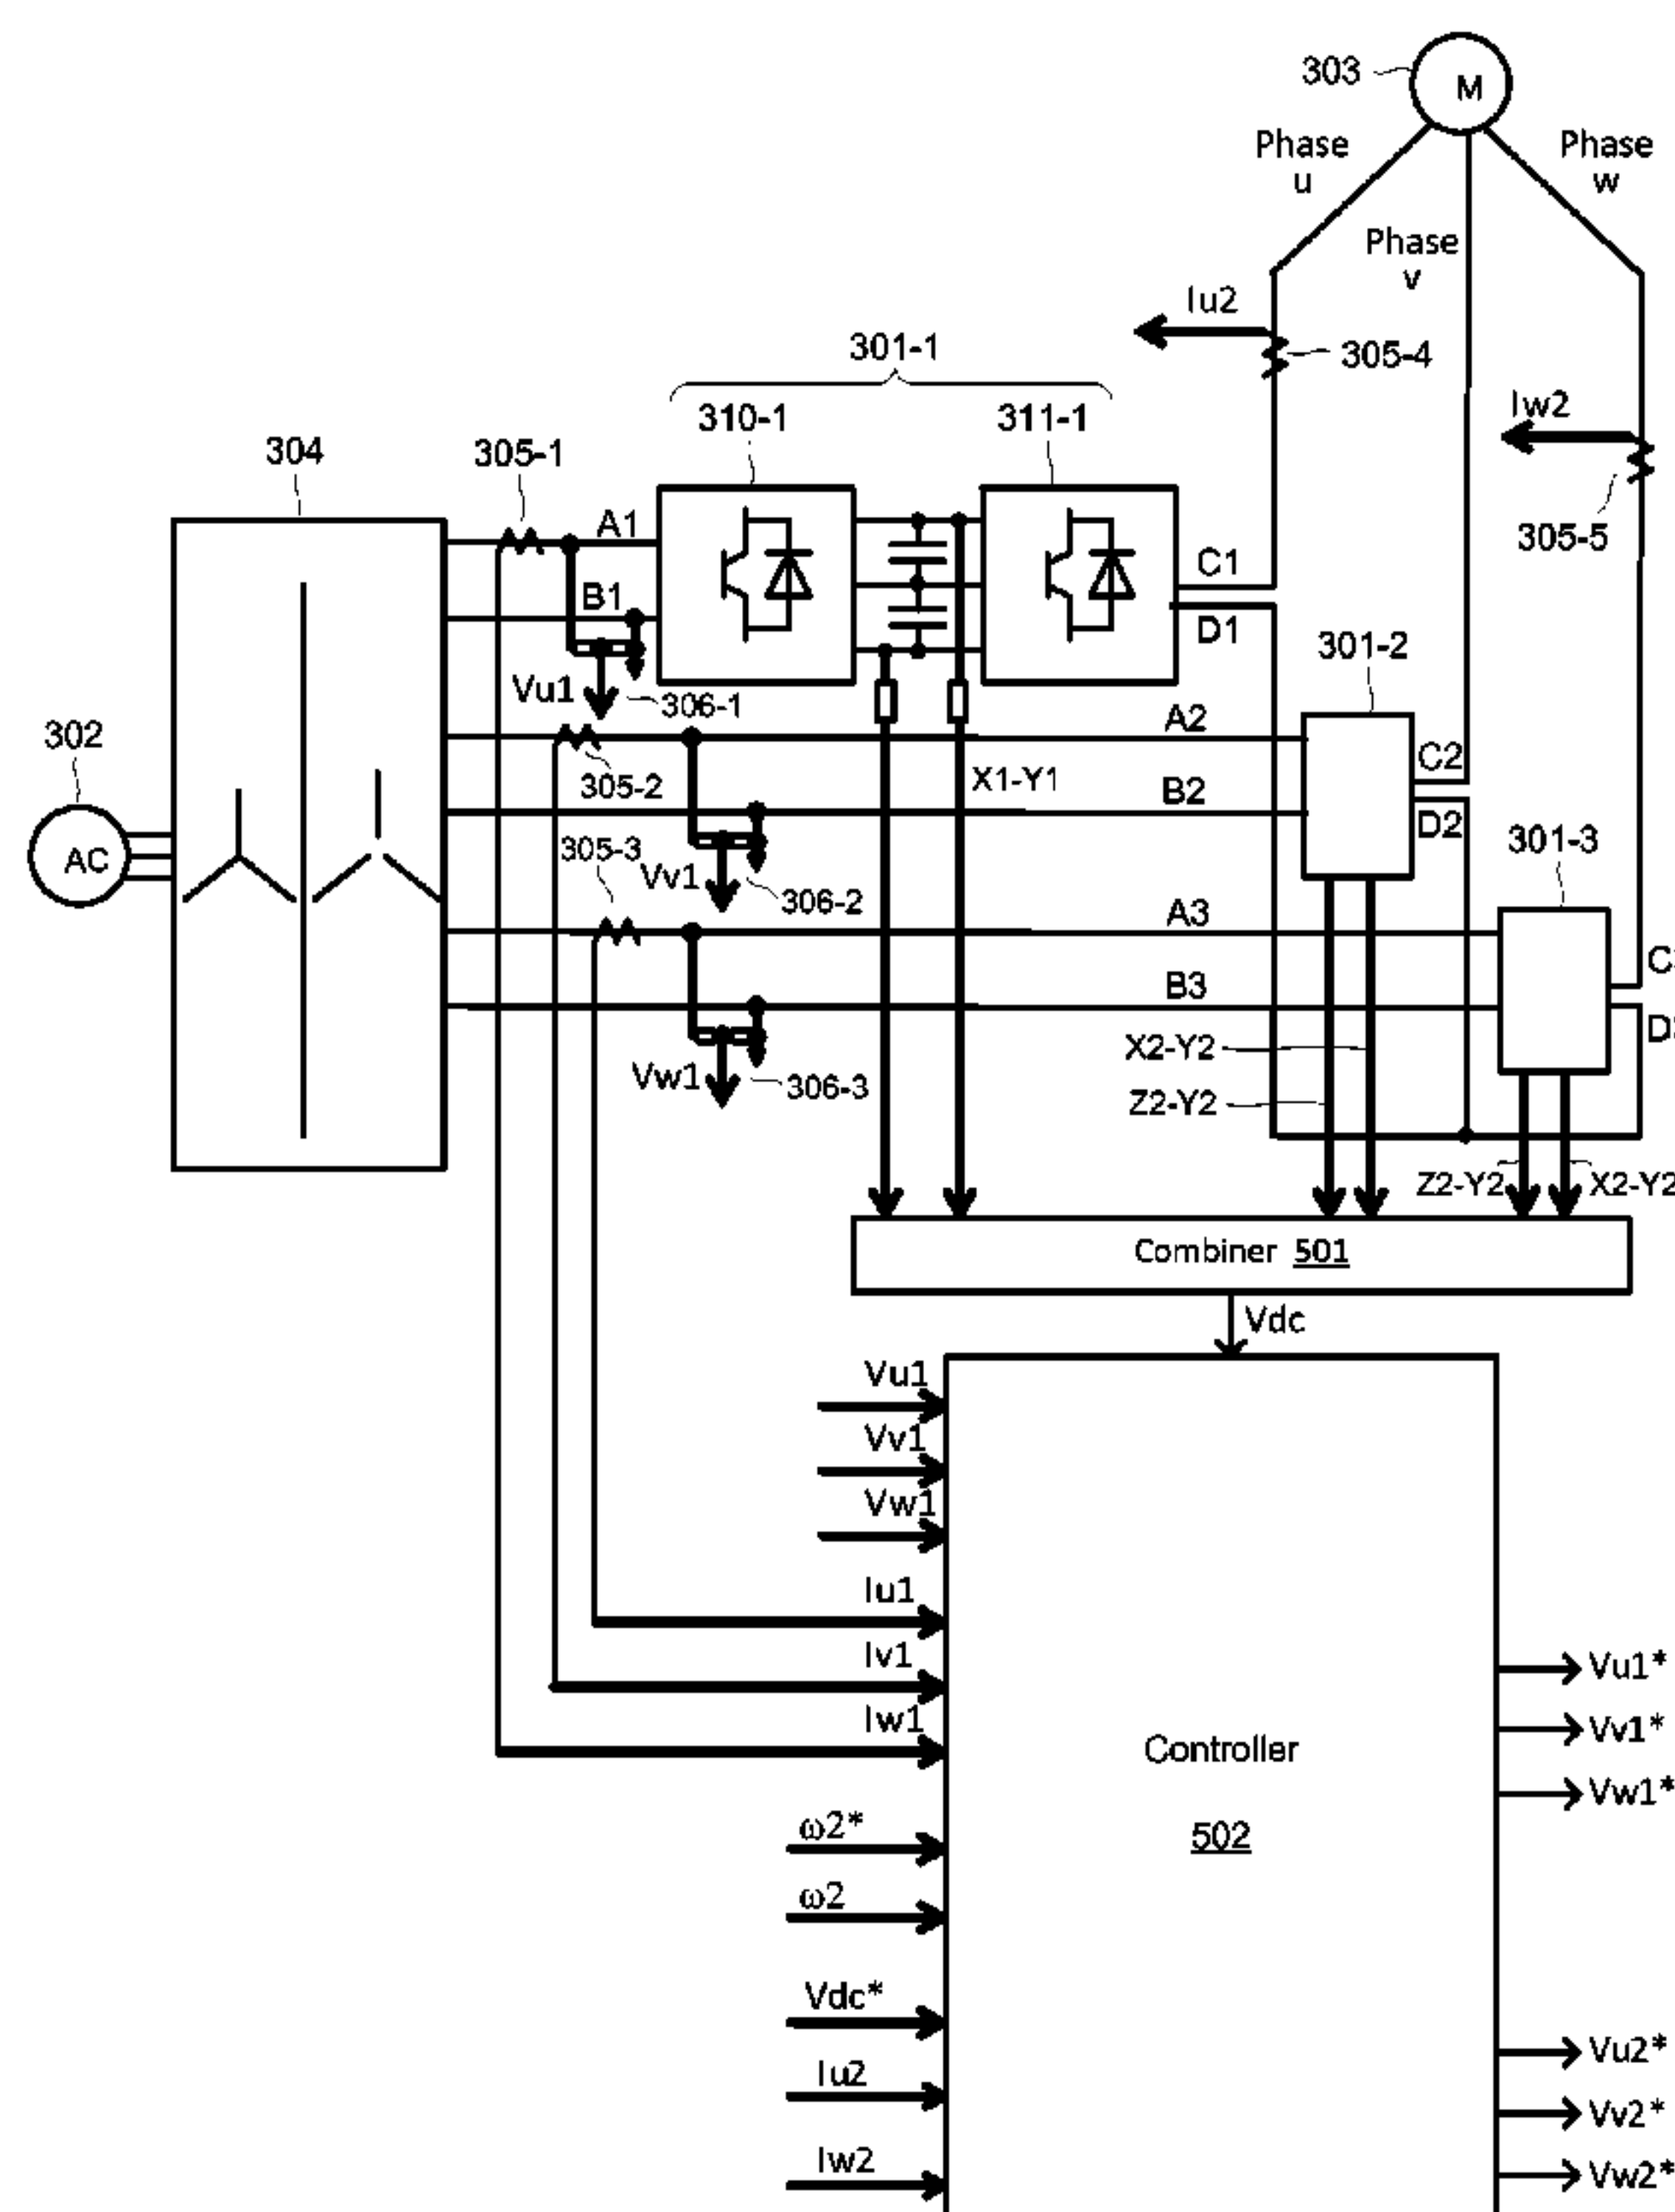 303
M
Phase
u
Phase
w
Phase
v
Iu2
305-4
301-1
Iw2
310-1
311-1
304
305-1
305-5
A1
C1
B1
D1
301-2
Vu1
306-1
302
A2
C2
305-2
X1-Y1
B2
D2
AC
305-3
301-3
Vv1
306-2
A3
B3
X2-Y2
Vw1
306-3
Z2-Y2
Z2-Y2
X2-Y2
Combiner 501
Vdc
Vu1
Vv1
Vw1
Iu1
Iv1
Iw1
Vu1*
Vv1*
Vw1*
Controller
502
ω2*
ω2
Vdc*
Iu2
Iw2
Vu2*
Vv2*
Vw2*